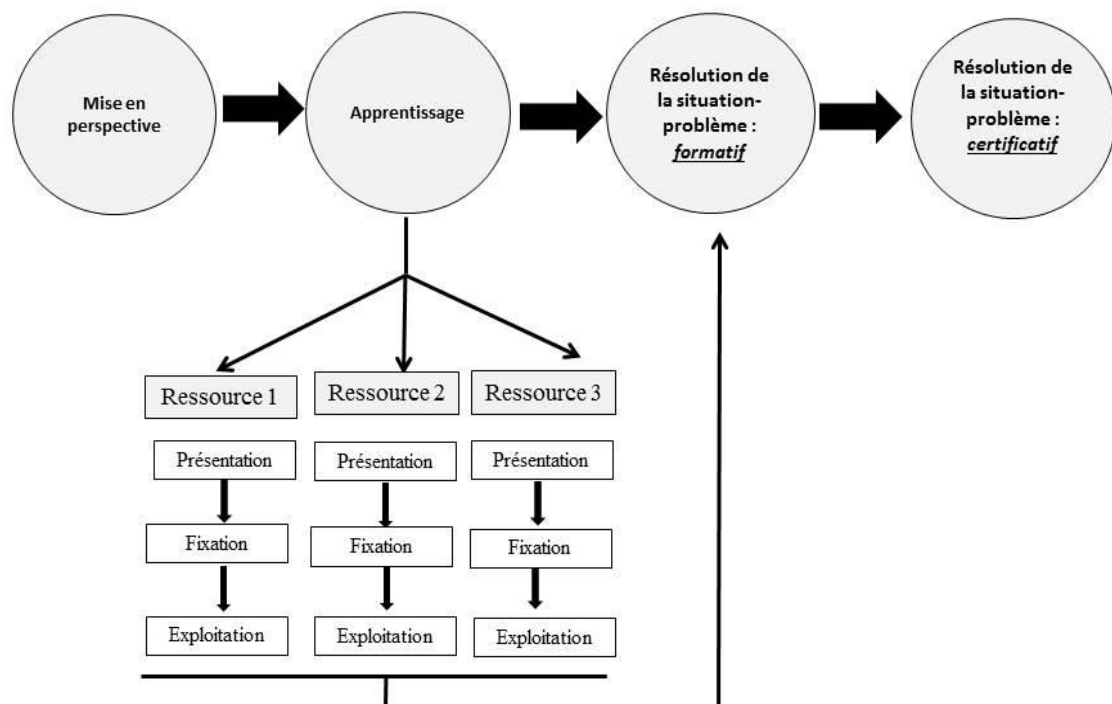 Mise en
perspective
Apprentissage
Résolution de
la situation-
problème :
formatif
Résolution de
la situation-
problème :
certificatif
Ressource 1
Ressource 2
Ressource 3
Présentation
Présentation
Présentation
Fixation
Fixation
Fixation
Exploitation
Exploitation
Exploitation